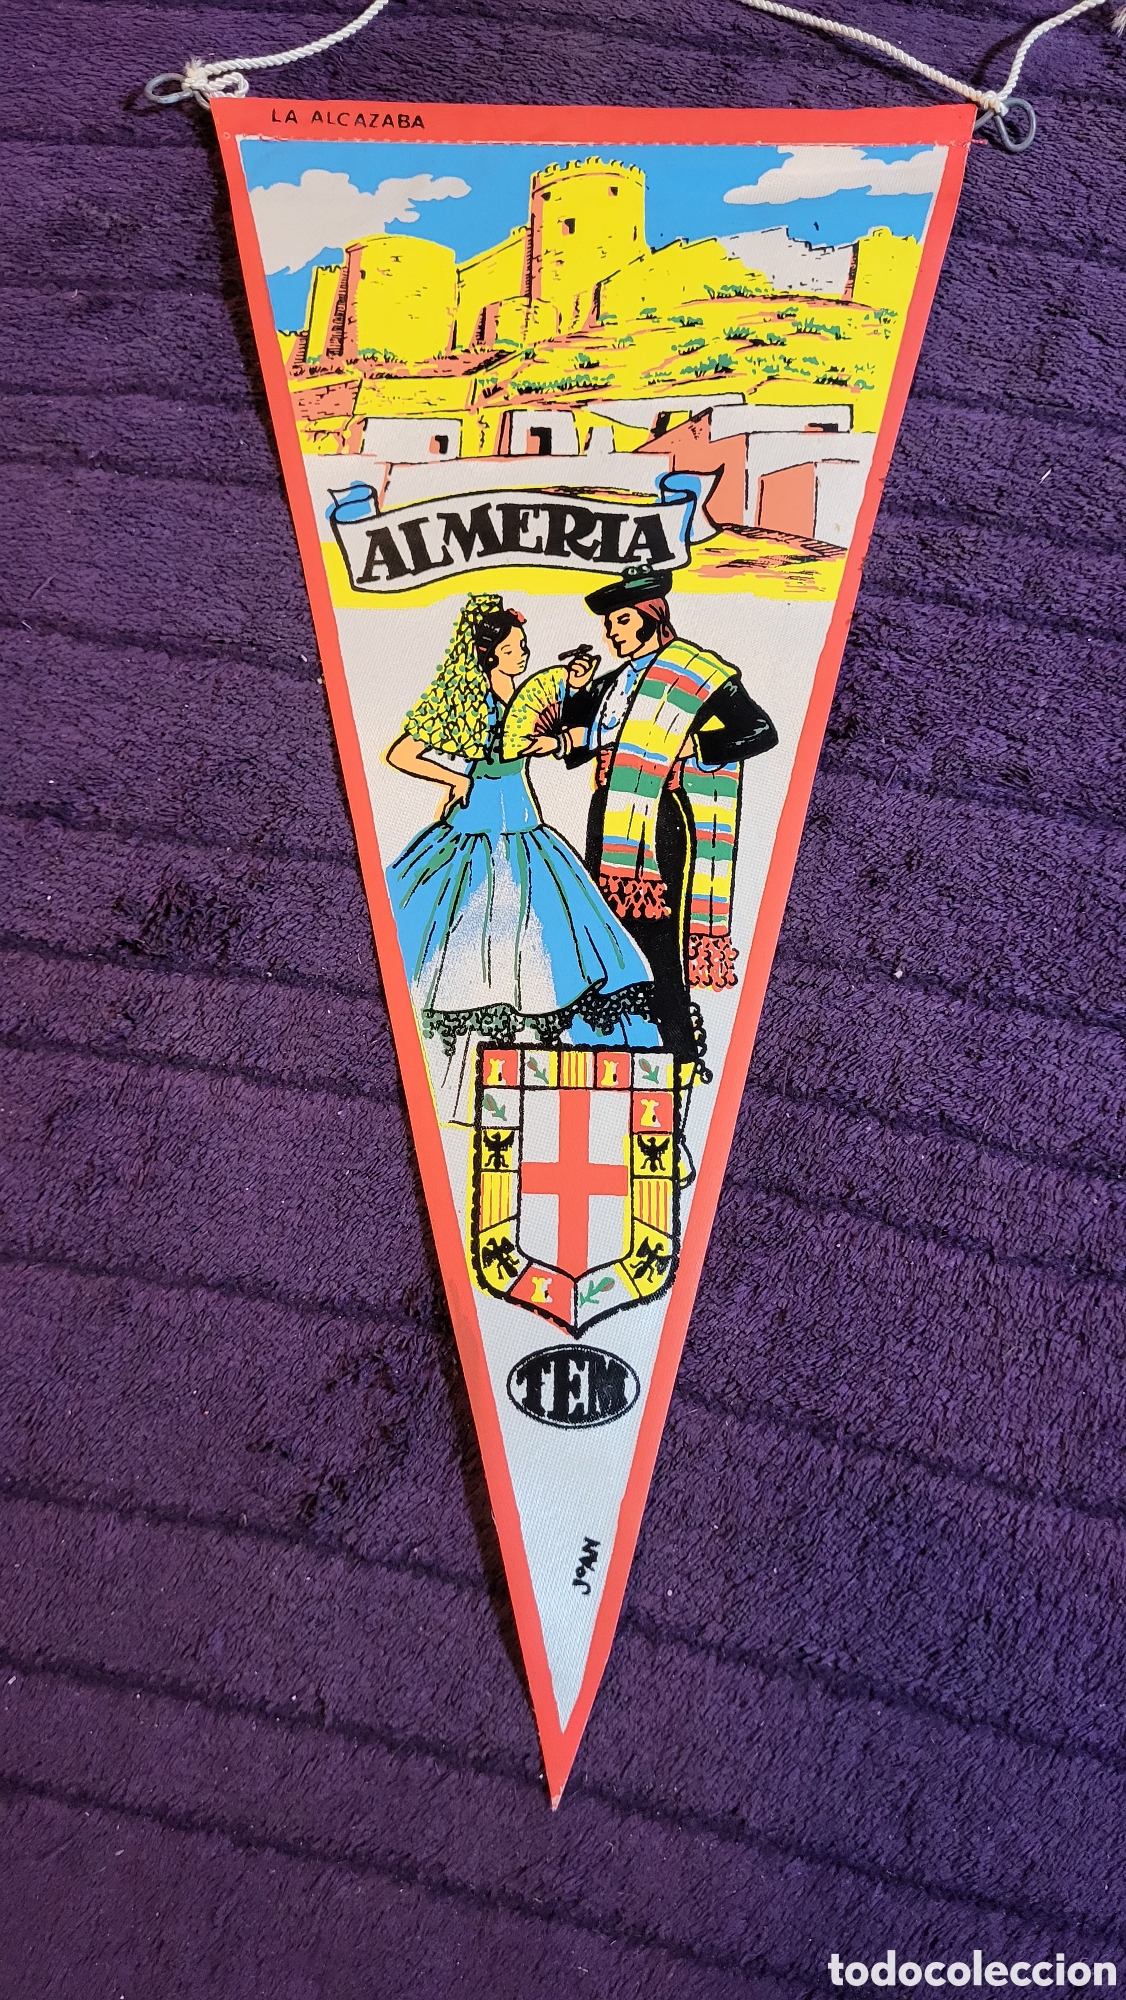 LA ALCAZABA
ALMERIA
TEM
JOAN
todocoleccion